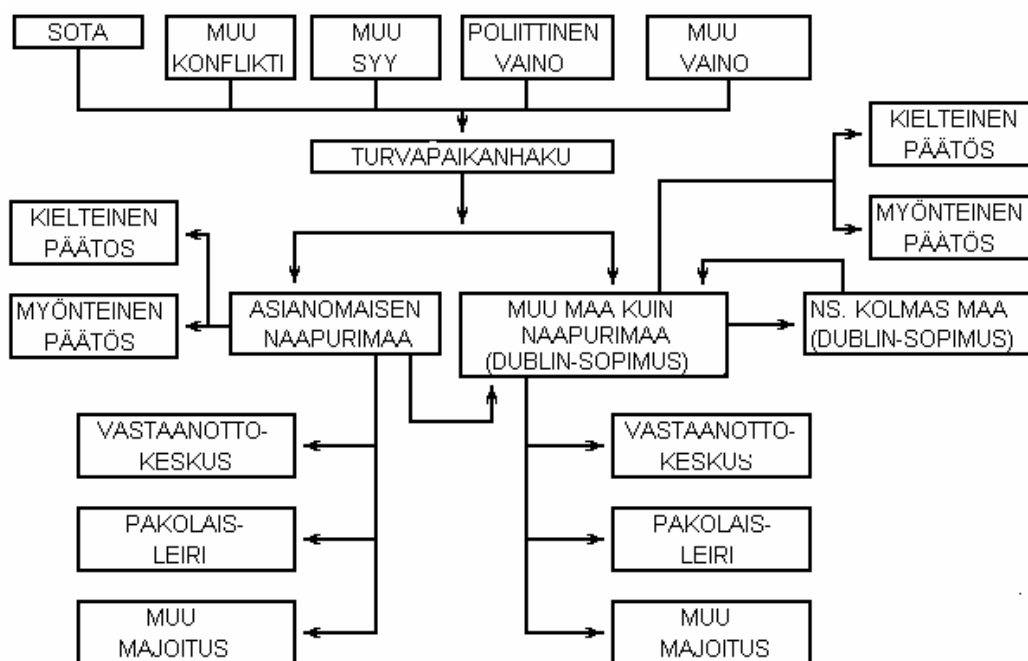 SOTA
MUU
KONFLIKTI
MUU
SYY
POLIITTINEN
VAINO
MUU
VAINO
TURVAPAIKANHAKU
KIELTEINEN
PÄÄTÖS
MYÖNTEINEN
PÄÄTÖS
KIELTEINEN
PÄÄTOS
MYÖNTEINEN
PÄÄTÖS
ASIANOMAISEN
NAAPURIMAA
MUU MAA KUIN
NAAPURIMAA
(DUBLIN-SOPIMUS)
NS. KOLMAS MAA
(DUBLIN-SOPIMUS)
VASTAANOTTO-
KESKUS
PAKOLAIS-
LEIRI
MUU
MAJOITUS
VASTAANOTTO-
KESKUS
PAKOLAIS-
LEIRI
MUU
MAJOITUS